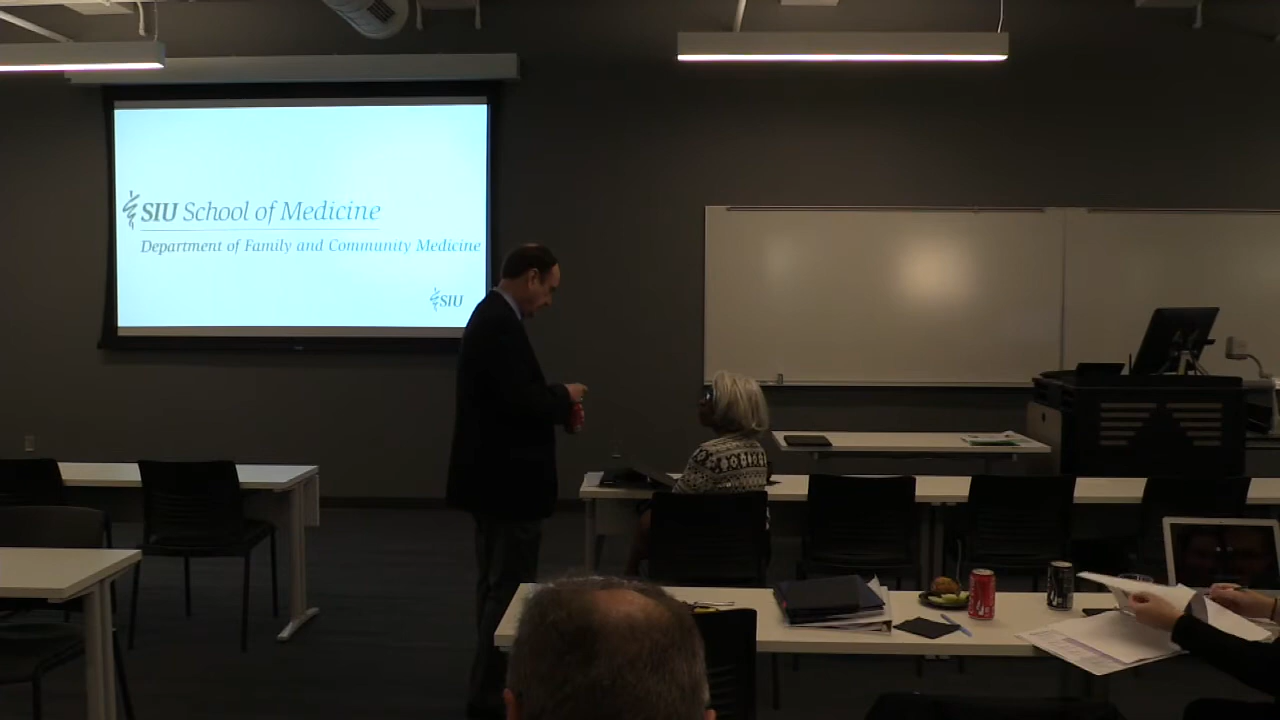 SIU School of Medicine
Department of Family and Community Medicine
SIU